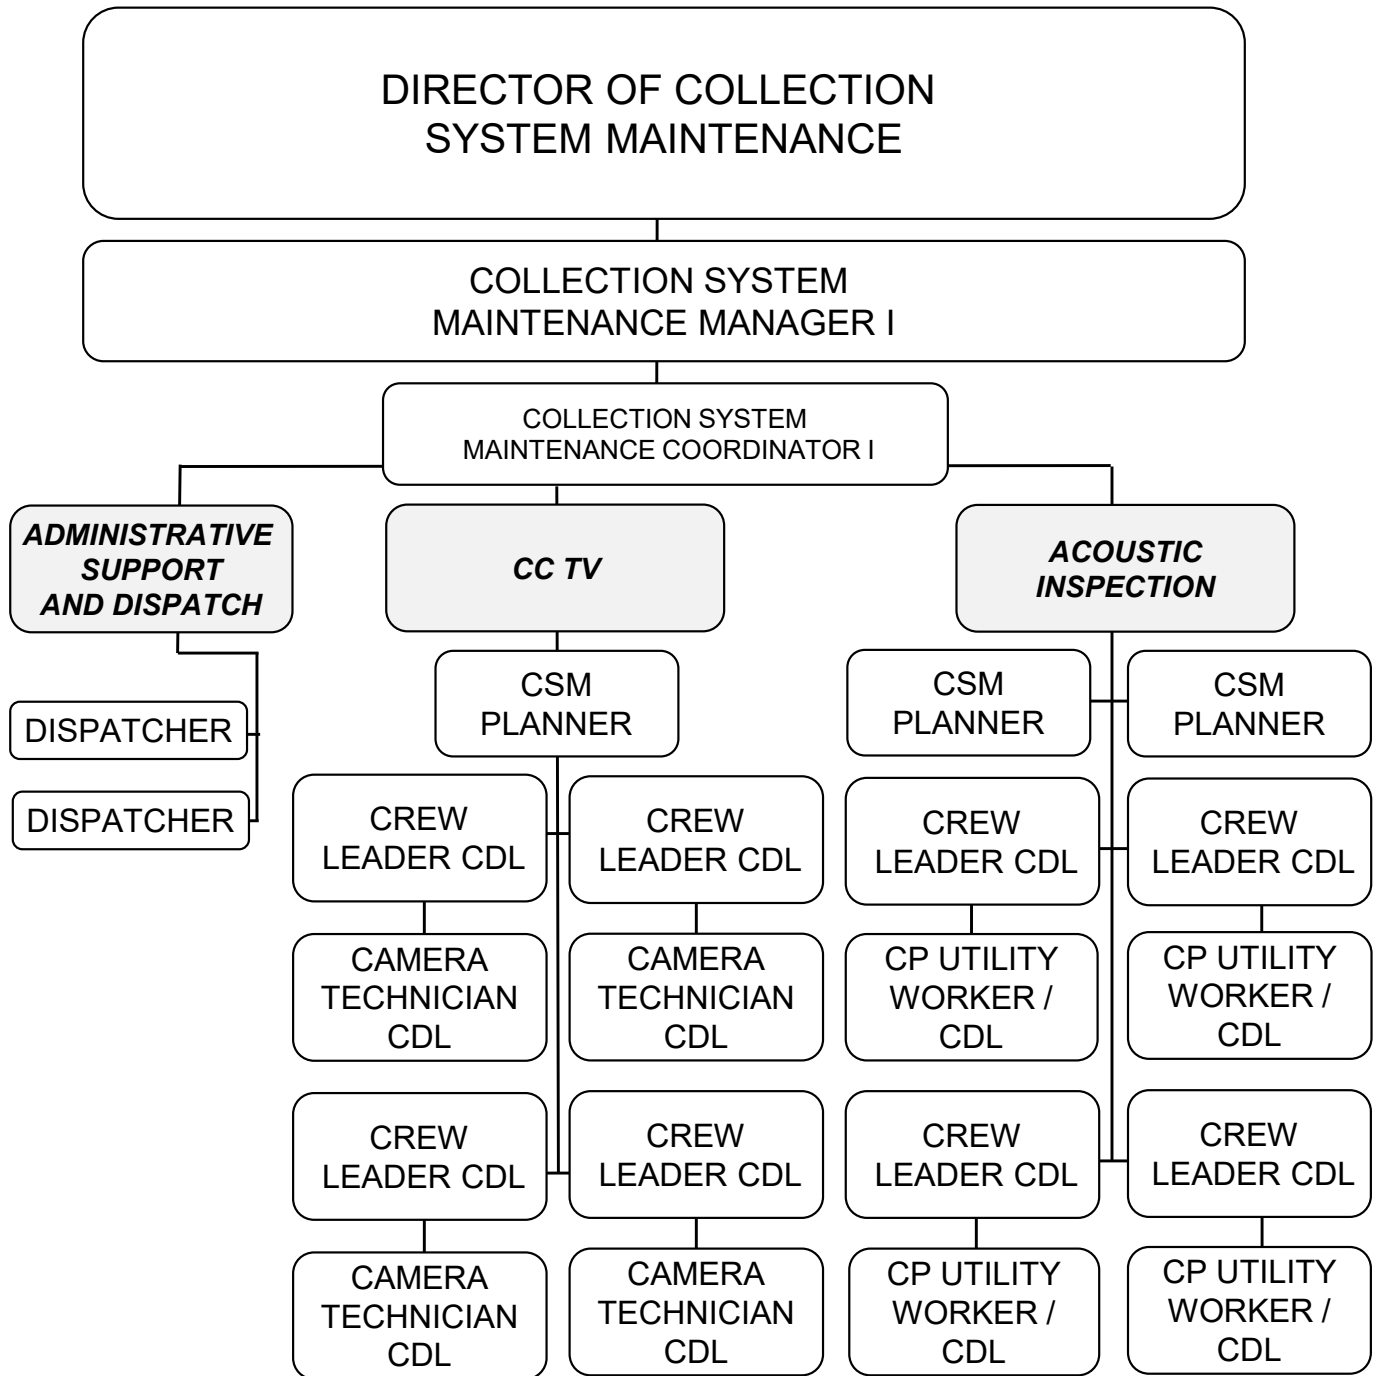 DIRECTOR OF COLLECTION
SYSTEM MAINTENANCE
COLLECTION SYSTEM
MAINTENANCE MANAGER I
COLLECTION SYSTEM
MAINTENANCE COORDINATOR I
ADMINISTRATIVE
SUPPORT
AND DISPATCH
DISPATCHER
DISPATCHER
CC TV
CSM
PLANNER
CREW
LEADER CDL
CAMERA
TECHNICIAN
CDL
CREW
LEADER CDL
CAMERA
TECHNICIAN
CDL
CREW
LEADER CDL
CAMERA
TECHNICIAN
CDL
CREW
LEADER CDL
CAMERA
TECHNICIAN
CDL
ACOUSTIC
INSPECTION
CSM
PLANNER
CSM
PLANNER
CREW
LEADER CDL
CP UTILITY
WORKER /
CDL
CREW
LEADER CDL
CP UTILITY
WORKER /
CDL
CREW
LEADER CDL
CP UTILITY
WORKER /
CDL
CREW
LEADER CDL
CP UTILITY
WORKER /
CDL